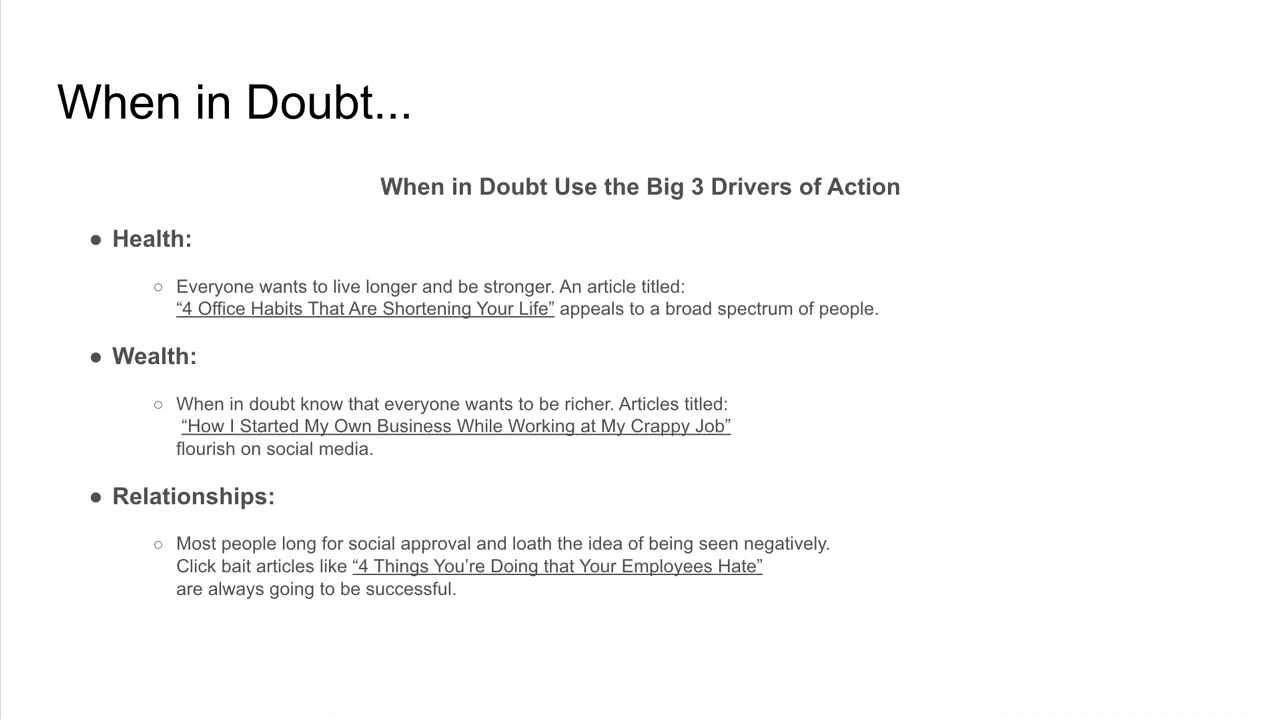 When in Doubt...
When in Doubt Use the Big 3 Drivers of Action
● Health:
○ Everyone wants to live longer and be stronger. An article titled:
“4 Office Habits That Are Shortening Your Life” appeals to a broad spectrum of people.
● Wealth:
○ When in doubt know that everyone wants to be richer. Articles titled:
“How I Started My Own Business While Working at My Crappy Job”
flourish on social media.
● Relationships:
○ Most people long for social approval and loath the idea of being seen negatively.
Click bait articles like “4 Things You’re Doing that Your Employees Hate”
are always going to be successful.